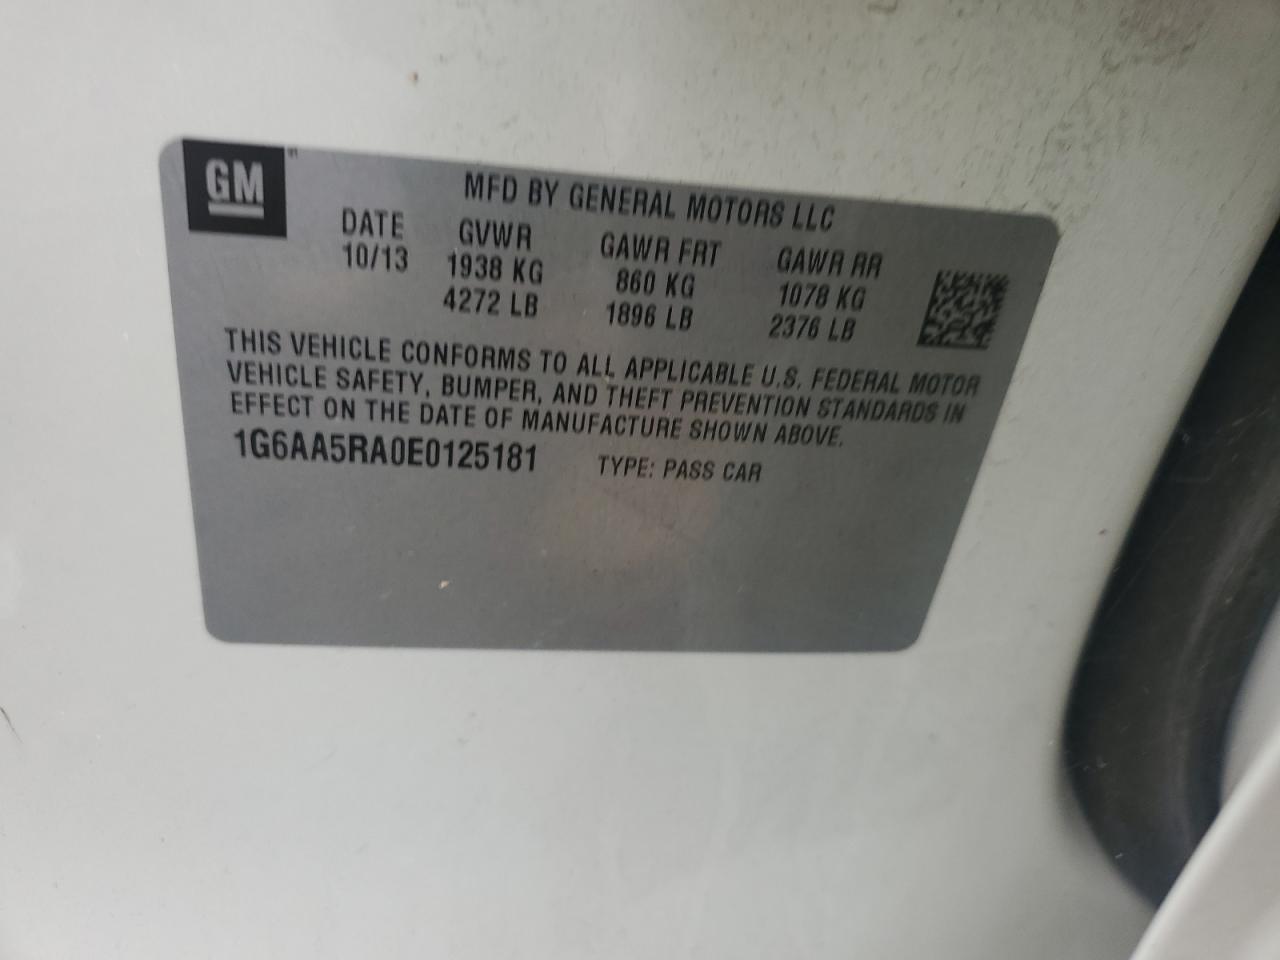 GM
MFD BY GENERAL MOTORS LLC
DATE GVWR GAWR FRT GAWR RR
10/13 1938 KG 860 KG 1078 KG
4272 LB 1896 LB 2376 LB
THIS VEHICLE CONFORMS TO ALL APPLICABLE U.S. FEDERAL MOTOR
VEHICLE SAFETY, BUMPER, AND THEFT PREVENTION STANDARDS IN
EFFECT ON THE DATE OF MANUFACTURE SHOWN ABOVE.
1G6AA5RA0E0125181 TYPE: PASS CAR